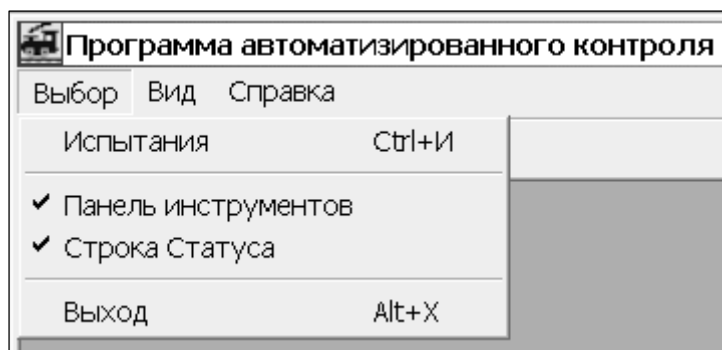 Программа автоматизированного контроля
Выбор Вид Справка
Испытания Ctrl+И
Панель инструментов
Строка Статуса
Выход Alt+X